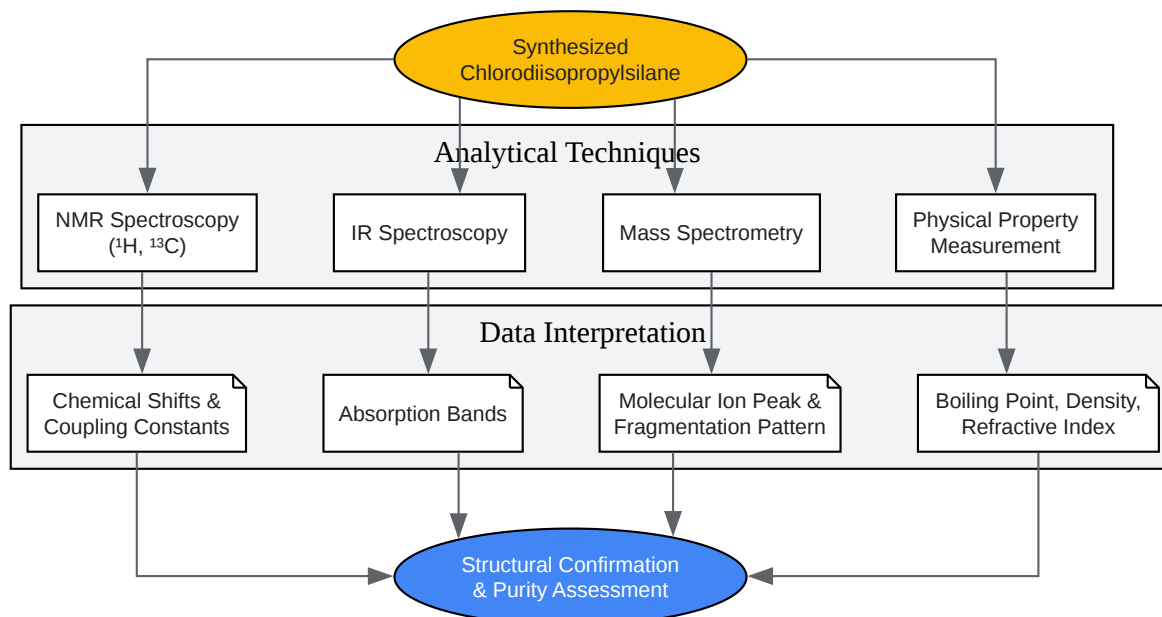 Synthesized
Chlorodiisopropylsilane
Analytical Techniques
NMR Spectroscopy
(¹H, ¹³C)
IR Spectroscopy
Mass Spectrometry
Physical Property
Measurement
Data Interpretation
Chemical Shifts &
Coupling Constants
Absorption Bands
Molecular Ion Peak &
Fragmentation Pattern
Boiling Point, Density,
Refractive Index
Structural Confirmation
& Purity Assessment